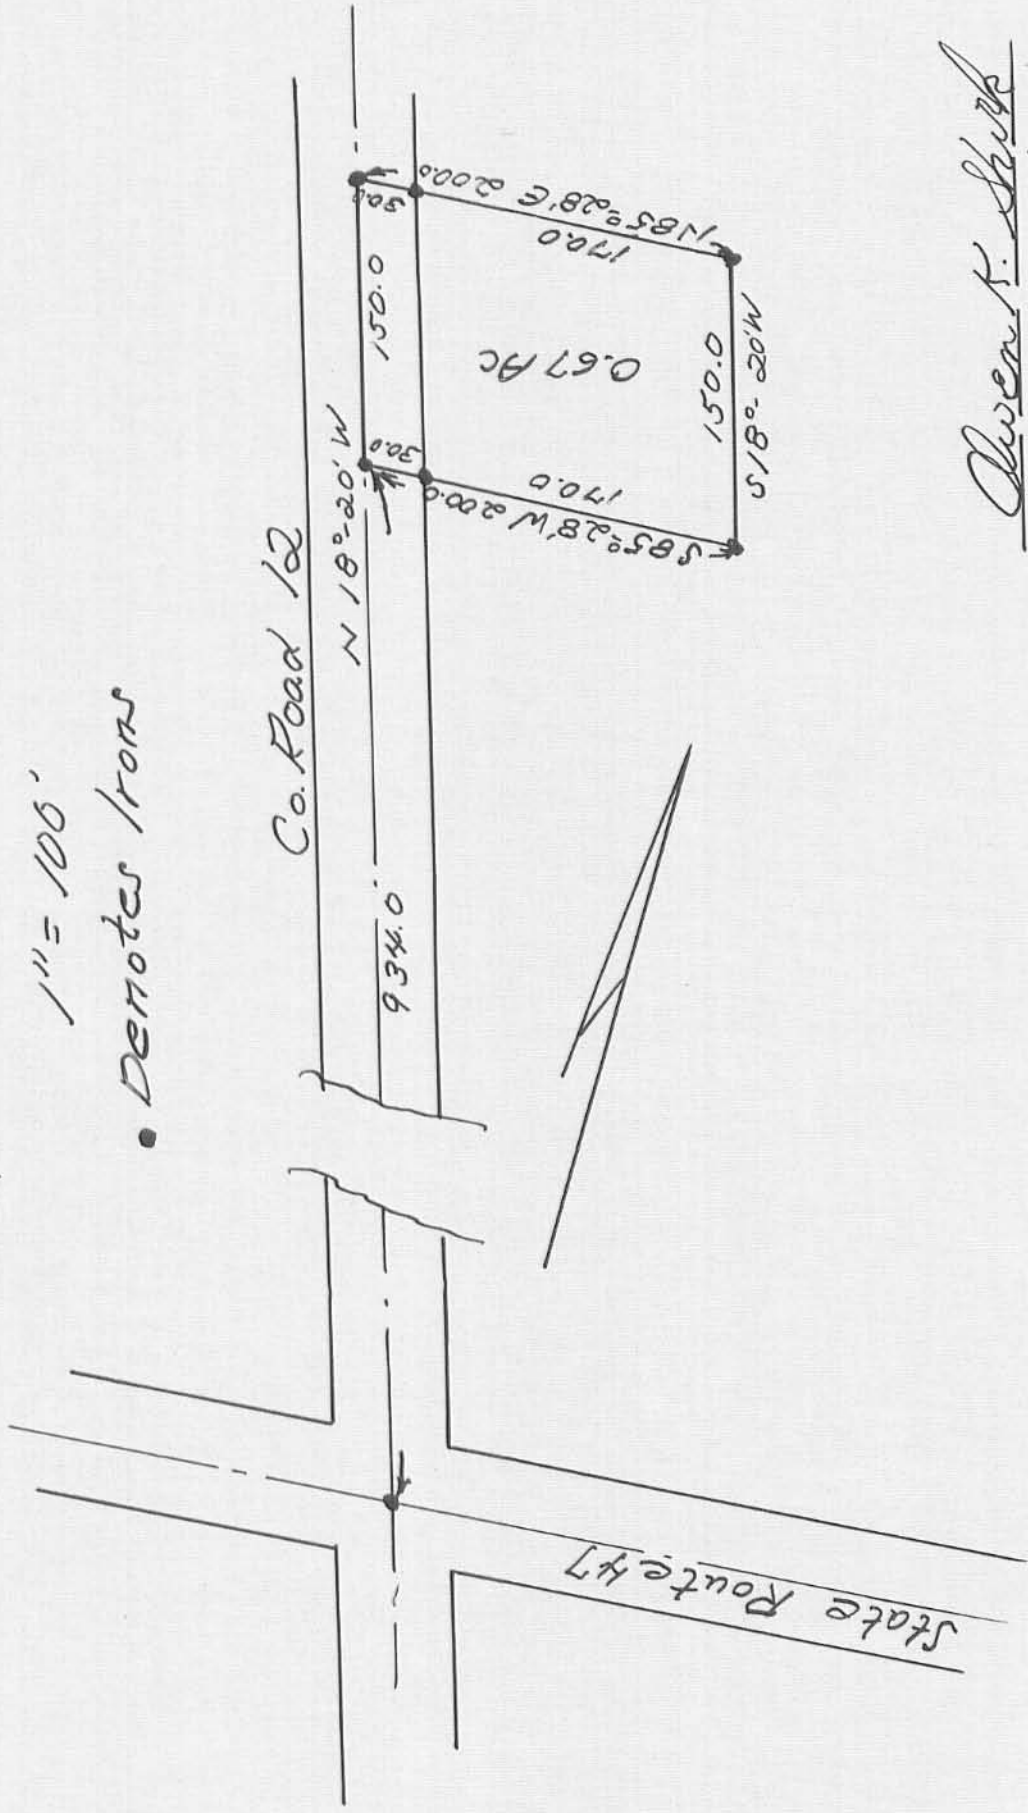 1" = 100'
• Denotes Irons
Co. Road 12
N 18°-20' W
934.0
150.0
30.0
30.0
S 85°-28' W 200.0
170.0
0.67 Ac
N 85°-28' E 200.0
170.0
150.0
S 18°-20' W
State Route 47
Owen K. Shirk